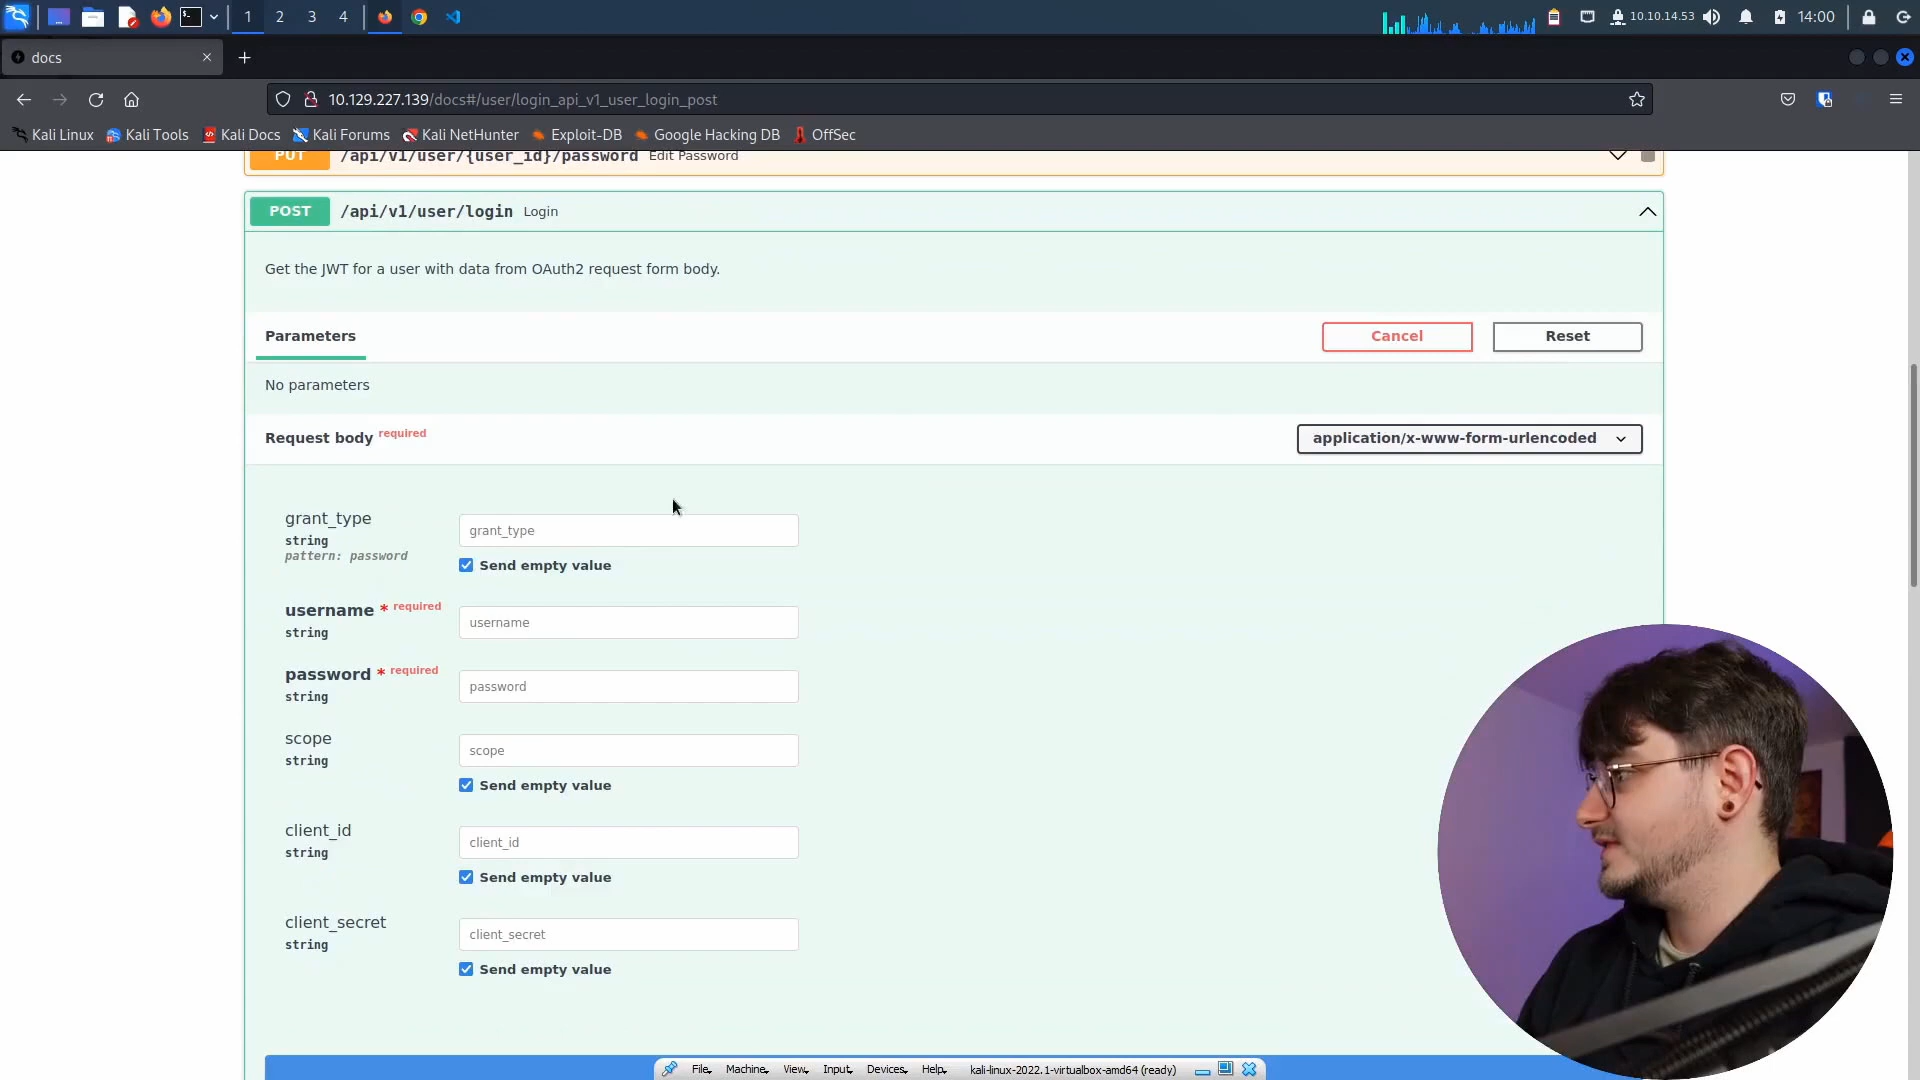 1 2 3 4
10.10.14.53
14:00
docs
10.129.227.139/docs#/user/login_api_v1_user_login_post
Kali Linux Kali Tools Kali Docs Kali Forums Kali NetHunter Exploit-DB Google Hacking DB OffSec
PUT /api/v1/user/{user_id}/password Edit Password
POST /api/v1/user/login Login
Get the JWT for a user with data from OAuth2 request form body.
Parameters
Cancel
Reset
No parameters
Request body required
application/x-www-form-urlencoded
grant_type
string
pattern: password
grant_type
Send empty value
username * required
string
username
password * required
string
password
scope
string
scope
Send empty value
client_id
string
client_id
Send empty value
client_secret
string
client_secret
Send empty value
File Machine View Input Devices Help kali-linux-2022.1-virtualbox-amd64 (ready)